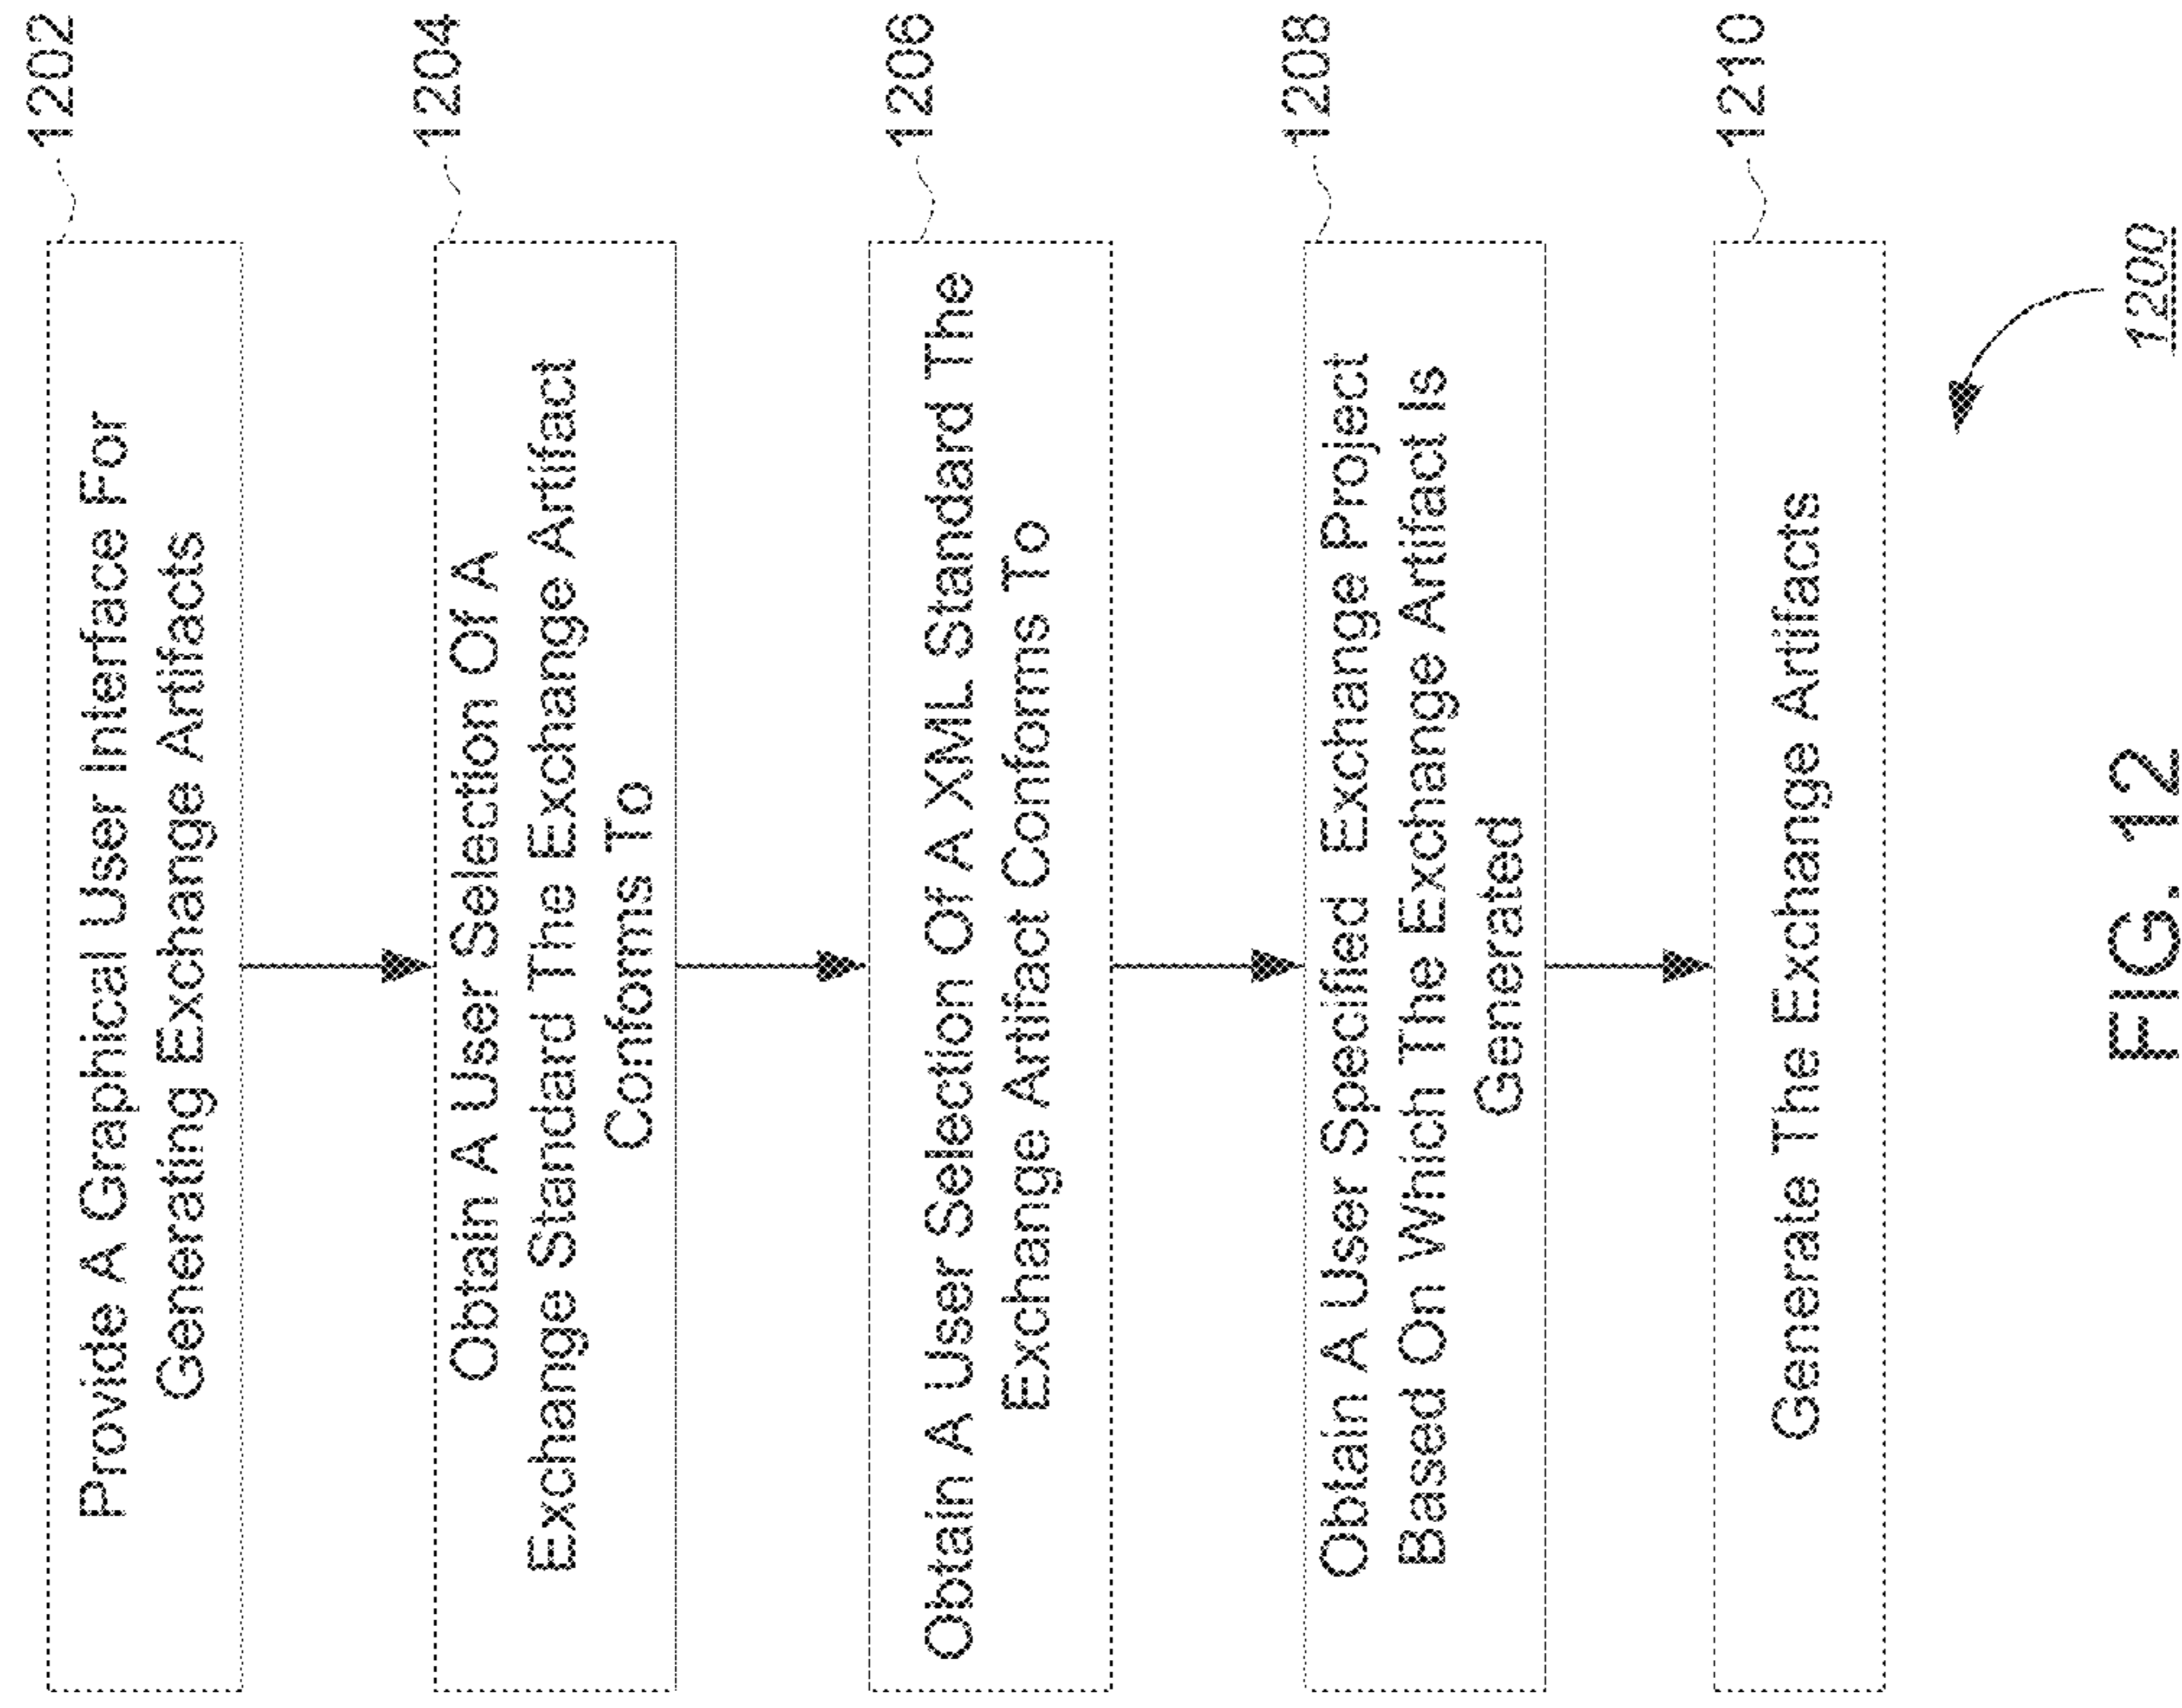 Provide A Graphical User Interface For
Generating Exchange Artifacts
1202
Obtain A User Selection Of A
Exchange Standard The Exchange Artifact
Conforms To
1204
Obtain A User Selection Of A XML Standard The
Exchange Artifact Conforms To
1206
Obtain A User Specified Exchange Project
Based On Which The Exchange Artifact Is
Generated
1208
Generate The Exchange Artifacts
1210
1200
FIG. 12